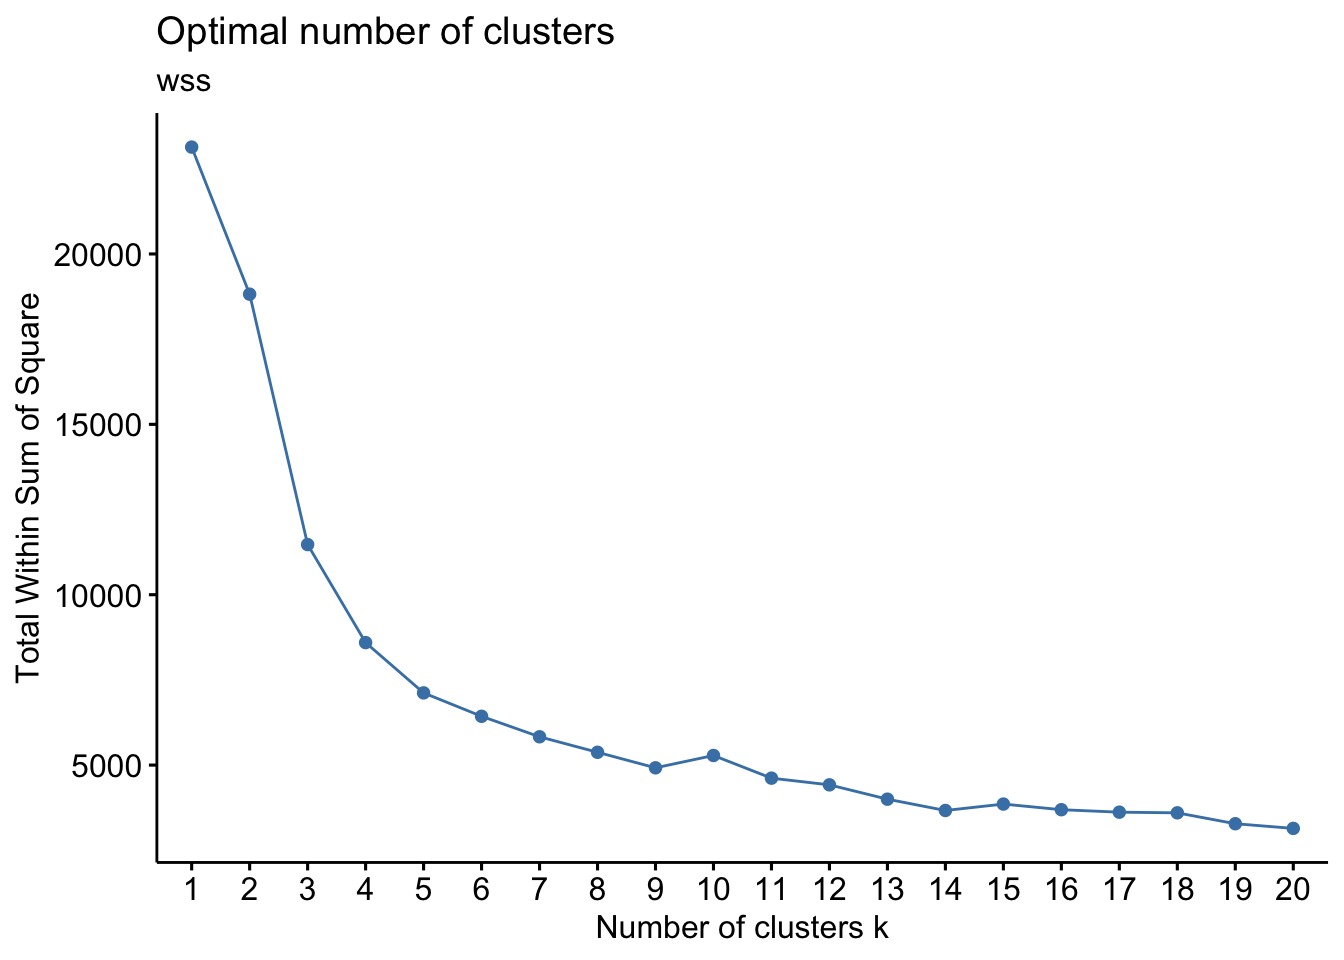 Optimal number of clusters
wss
Total Within Sum of Square
20000
15000
10000
5000
1 2 3 4 5 6 7 8 9 10 11 12 13 14 15 16 17 18 19 20
Number of clusters k